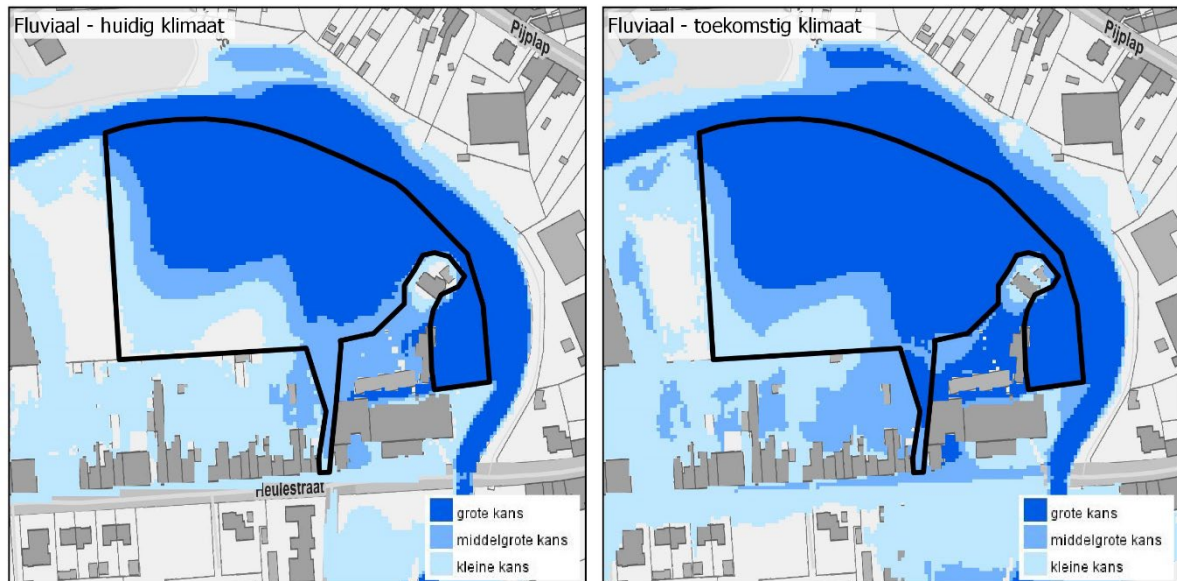 Fluviaal - huidig klimaat
Pijplap
Heulestraat
grote kans
middelgrote kans
kleine kans
Fluviaal - toekomstig klimaat
Pijplap
grote kans
middelgrote kans
kleine kans